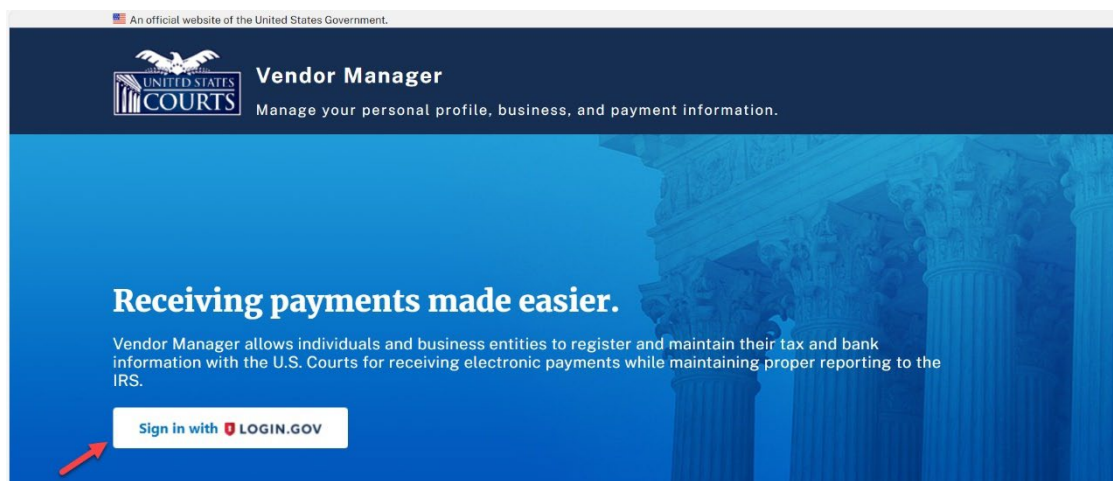 An official website of the United States Government.
UNITED STATES
COURTS
Vendor Manager
Manage your personal profile, business, and payment information.
Receiving payments made easier.
Vendor Manager allows individuals and business entities to register and maintain their tax and bank
information with the U.S. Courts for receiving electronic payments while maintaining proper reporting to the
IRS.
Sign in with LOGIN.GOV